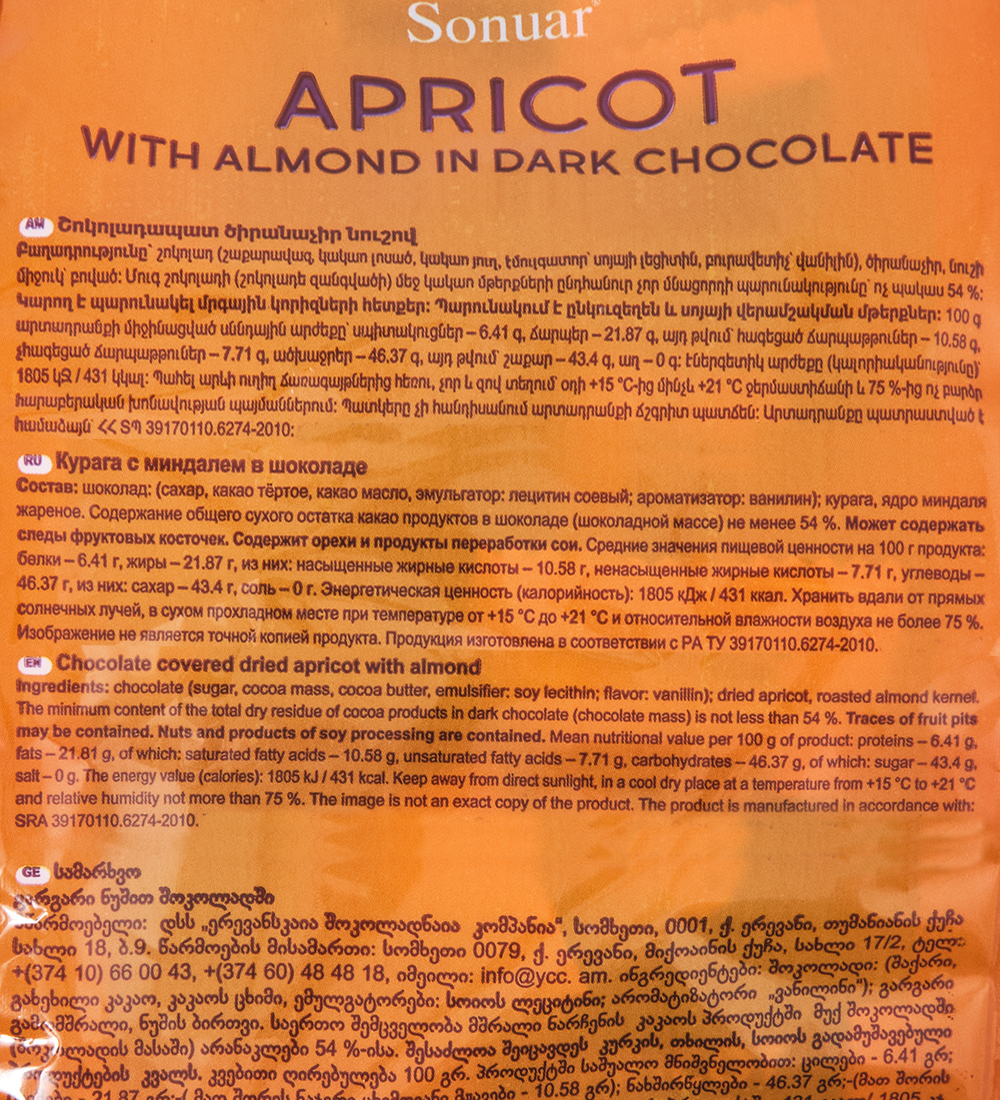 Sonuar
APRICOT
WITH ALMOND IN DARK CHOCOLATE
AM Շոկոլադապատ ծիրանաչիր նուշով
Բաղադրությունը՝ շոկոլադ (շաքարավազ, կակաո լոսած, կակաո յուղ, էմուլգատոր՝ սոյայի լեցիտին, բուրավետիչ՝ վանիլին), ծիրանաչիր, նուշի
միջուկ՝ բոված: Մուգ շոկոլադի (շոկոլադե զանգվածի) մեջ կակաո մթերքների ընդհանուր չոր մնացորդի պարունակությունը՝ ոչ պակաս 54 %:
Կարող է պարունակել մրգային կորիզների հետքեր: Պարունակում է ընկուզեղեն և սոյայի վերամշակման մթերքներ: 100 գ
արտադրանքի միջինացված սննդային արժեքը՝ սպիտակուցներ – 6.41 գ, ճարպեր – 21.87 գ, այդ թվում՝ հագեցած ճարպաթթուներ – 10.58 գ,
չհագեցած ճարպաթթուներ – 7.71 գ, ածխաջրեր – 46.37 գ, այդ թվում՝ շաքար – 43.4 գ, աղ – 0 գ: Էներգետիկ արժեքը (կալորիականությունը)՝
1805 կՋ / 431 կկալ: Պահել արևի ուղիղ ճառագայթներից հեռու, չոր և զով տեղում՝ օդի +15 °C-ից մինչև +21 °C ջերմաստիճանի և 75 %-ից ոչ բարձր
հարաբերական խոնավության պայմաններում: Պատկերը չի հանդիսանում արտադրանքի ճշգրիտ պատճեն: Արտադրանքը պատրաստված է
համաձայն՝ ՀՀ ՏՊ 39170110.6274-2010:
RU Курага с миндалем в шоколаде
Состав: шоколад: (сахар, какао тёртое, какао масло, эмульгатор: лецитин соевый; ароматизатор: ванилин); курага, ядро миндаля
жареное. Содержание общего сухого остатка какао продуктов в шоколаде (шоколадной массе) не менее 54 %. Может содержать
следы фруктовых косточек. Содержит орехи и продукты переработки сои. Средние значения пищевой ценности на 100 г продукта:
белки – 6.41 г, жиры – 21.87 г, из них: насыщенные жирные кислоты – 10.58 г, ненасыщенные жирные кислоты – 7.71 г, углеводы –
46.37 г, из них: сахар – 43.4 г, соль – 0 г. Энергетическая ценность (калорийность): 1805 кДж / 431 ккал. Хранить вдали от прямых
солнечных лучей, в сухом прохладном месте при температуре от +15 °C до +21 °C и относительной влажности воздуха не более 75 %.
Изображение не является точной копией продукта. Продукция изготовлена в соответствии с РА ТУ 39170110.6274-2010.
EN Chocolate covered dried apricot with almond
Ingredients: chocolate (sugar, cocoa mass, cocoa butter, emulsifier: soy lecithin; flavor: vanillin); dried apricot, roasted almond kernel.
The minimum content of the total dry residue of cocoa products in dark chocolate (chocolate mass) is not less than 54 %. Traces of fruit pits
may be contained. Nuts and products of soy processing are contained. Mean nutritional value per 100 g of product: proteins – 6.41 g,
fats – 21.81 g, of which: saturated fatty acids – 10.58 g, unsaturated fatty acids – 7.71 g, carbohydrates – 46.37 g, of which: sugar – 43.4 g,
salt – 0 g. The energy value (calories): 1805 kJ / 431 kcal. Keep away from direct sunlight, in a cool dry place at a temperature from +15 °C to +21 °C
and relative humidity not more than 75 %. The image is not an exact copy of the product. The product is manufactured in accordance with:
SRA 39170110.6274-2010.
GE სამარხვო
გარგარი ნუშით შოკოლადში
წარმოებელი: დსს „ერევანსკაია შოკოლადნაია კომპანია“, სომხეთი, 0001, ქ. ერევანი, თუმანიანის ქუჩა
სახლი 18, ბ.9. წარმოების მისამართი: სომხეთი 0079, ქ. ერევანი, მიქოიანის ქუჩა, სახლი 17/2, ტელ.:
+(374 10) 66 00 43, +(374 60) 48 48 18, იმეილი: info@ycc. am. ინგრედიენტები: შოკოლადი: (შაქარი,
გახეხილი კაკაო, კაკაოს ცხიმი, ემულგატორები: სოიოს ლეციტინი; არომატიზატორი „ვანილინი“); გარგარი
გამომშრალი, ნუშის ბირთვი. საერთო შემცველობა მშრალი ნარჩენის კაკაოს პროდუქტში მუქ შოკოლადში
(შოკოლადის მასაში) არანაკლები 54 %-ისა. შესაძლოა შეიცავდეს კურკის, თხილის, სოიოს გადამუშავებული
პროდუქტების კვალს. კვებითი ღირებულება 100 გრ. პროდუქტში საშუალო მნიშვნელობით: ცილები - 6.41 გრ;
21.87 გრ;-( მათ შორის - 10.58 გრ); ნახშირწყლები - 46.37 გრ;-(მათ შორის